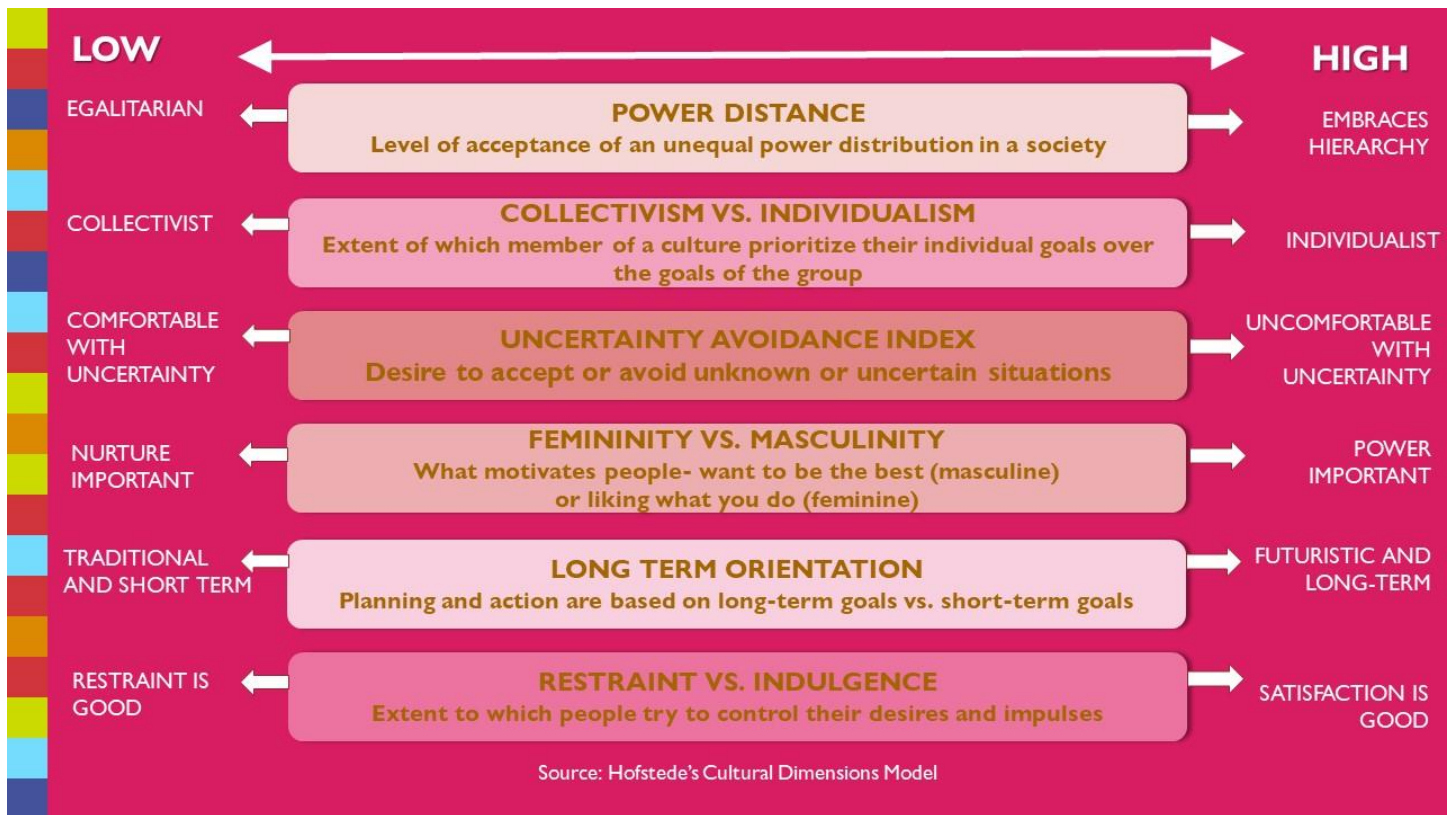 LOW
HIGH
EGALITARIAN
POWER DISTANCE
Level of acceptance of an unequal power distribution in a society
EMBRACES
HIERARCHY
COLLECTIVIST
COLLECTIVISM VS. INDIVIDUALISM
Extent of which member of a culture prioritize their individual goals over
the goals of the group
INDIVIDUALIST
COMFORTABLE
WITH
UNCERTAINTY
UNCERTAINTY AVOIDANCE INDEX
Desire to accept or avoid unknown or uncertain situations
UNCOMFORTABLE
WITH
UNCERTAINTY
NURTURE
IMPORTANT
FEMININITY VS. MASCULINITY
What motivates people- want to be the best (masculine)
or liking what you do (feminine)
POWER
IMPORTANT
TRADITIONAL
AND SHORT TERM
LONG TERM ORIENTATION
Planning and action are based on long-term goals vs. short-term goals
FUTURISTIC AND
LONG-TERM
RESTRAINT IS
GOOD
RESTRAINT VS. INDULGENCE
Extent to which people try to control their desires and impulses
SATISFACTION IS
GOOD
Source: Hofstede's Cultural Dimensions Model